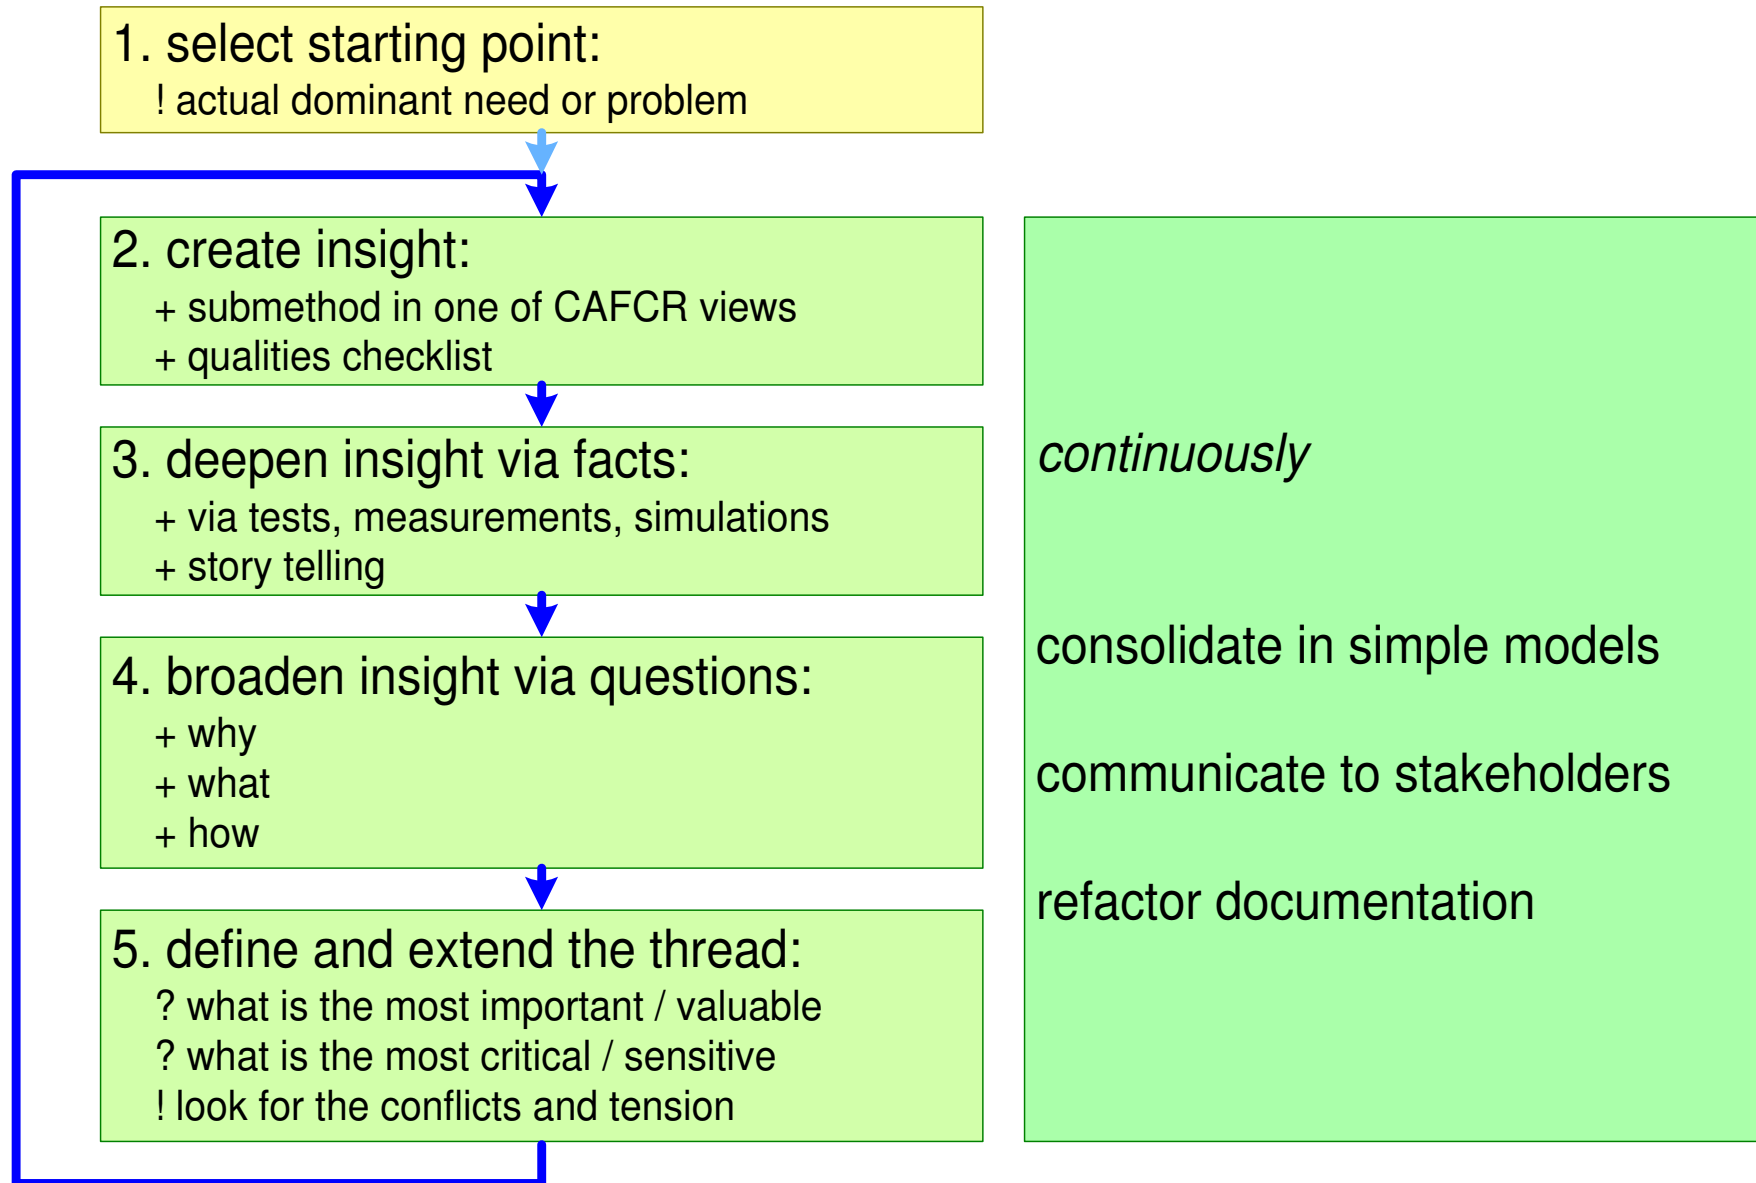 1. select starting point:
! actual dominant need or problem
2. create insight:
+ submethod in one of CAFCR views
+ qualities checklist
3. deepen insight via facts:
+ via tests, measurements, simulations
+ story telling
4. broaden insight via questions:
+ why
+ what
+ how
5. define and extend the thread:
? what is the most important / valuable
? what is the most critical / sensitive
! look for the conflicts and tension
continuously
consolidate in simple models
communicate to stakeholders
refactor documentation